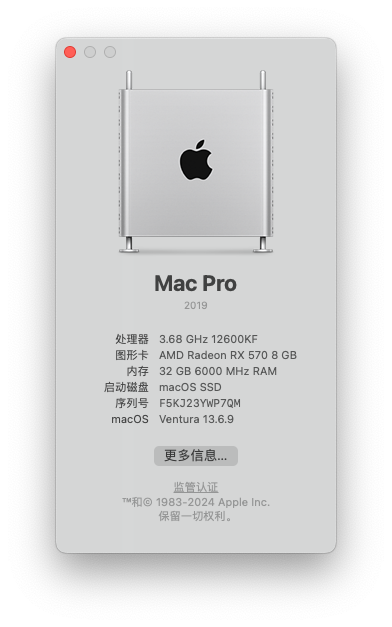 Mac Pro
2019
处理器 3.68 GHz 12600KF
图形卡 AMD Radeon RX 570 8 GB
内存 32 GB 6000 MHz RAM
启动磁盘 macOS SSD
序列号 F5KJ23YWP7QM
macOS Ventura 13.6.9
更多信息...
监管认证
™和© 1983-2024 Apple Inc.
保留一切权利。